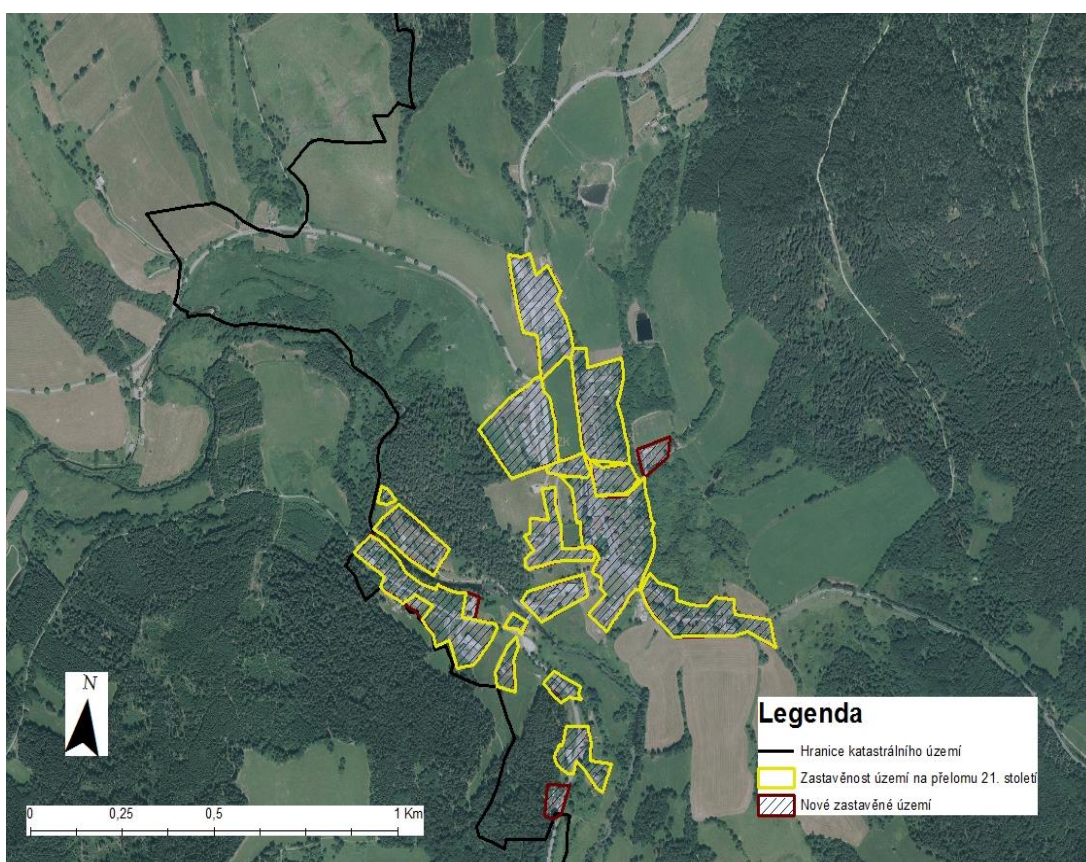 N
Legenda
Hranice katastrálního území
Zastavěnost území na přelomu 21. století
Nové zastavěné území
0 0,25 0,5 1 Km